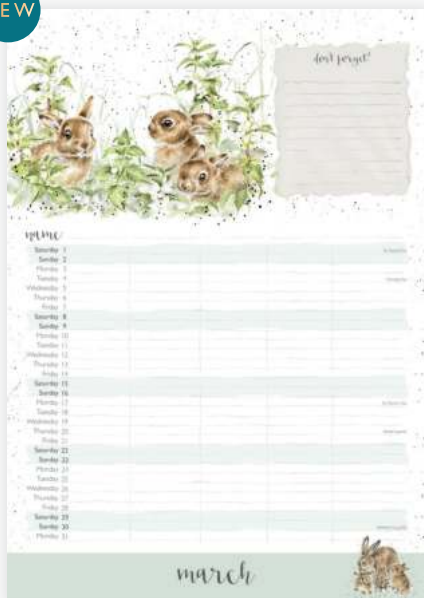 EW
don't forget!
name
Saturday 1
Sunday 2
Monday 3
Tuesday 4
Wednesday 5
Thursday 6
Friday 7
Saturday 8
Sunday 9
Monday 10
Tuesday 11
Wednesday 12
Thursday 13
Friday 14
Saturday 15
Sunday 16
Monday 17
Tuesday 18
Wednesday 19
Thursday 20
Friday 21
Saturday 22
Sunday 23
Monday 24
Tuesday 25
Wednesday 26
Thursday 27
Friday 28
Saturday 29
Sunday 30
Monday 31
march